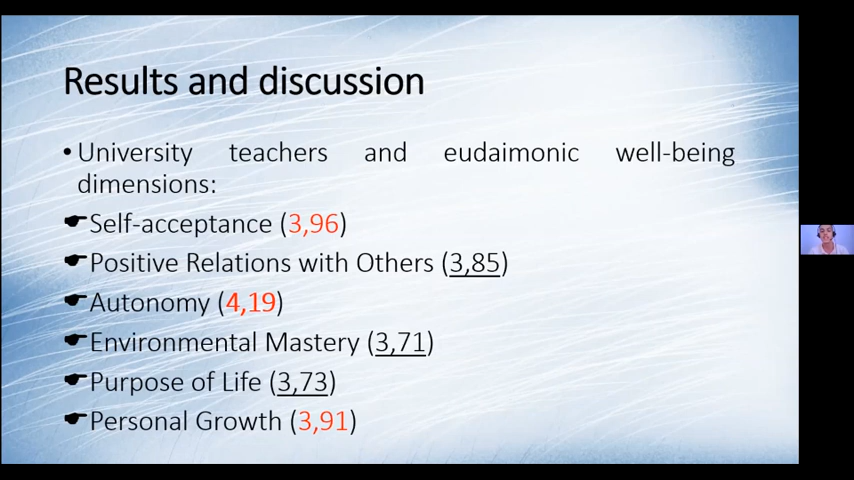 Results and discussion
• University teachers and eudaimonic well-being
dimensions:
☛Self-acceptance (3,96)
☛Positive Relations with Others (3,85)
☛Autonomy (4,19)
☛Environmental Mastery (3,71)
☛Purpose of Life (3,73)
☛Personal Growth (3,91)